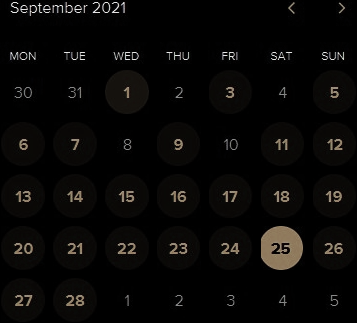 September 2021
MON TUE WED THU FRI SAT SUN
30 31 1 2 3 4 5
6 7 8 9 10 11 12
13 14 15 16 17 18 19
20 21 22 23 24 25 26
27 28 1 2 3 4 5